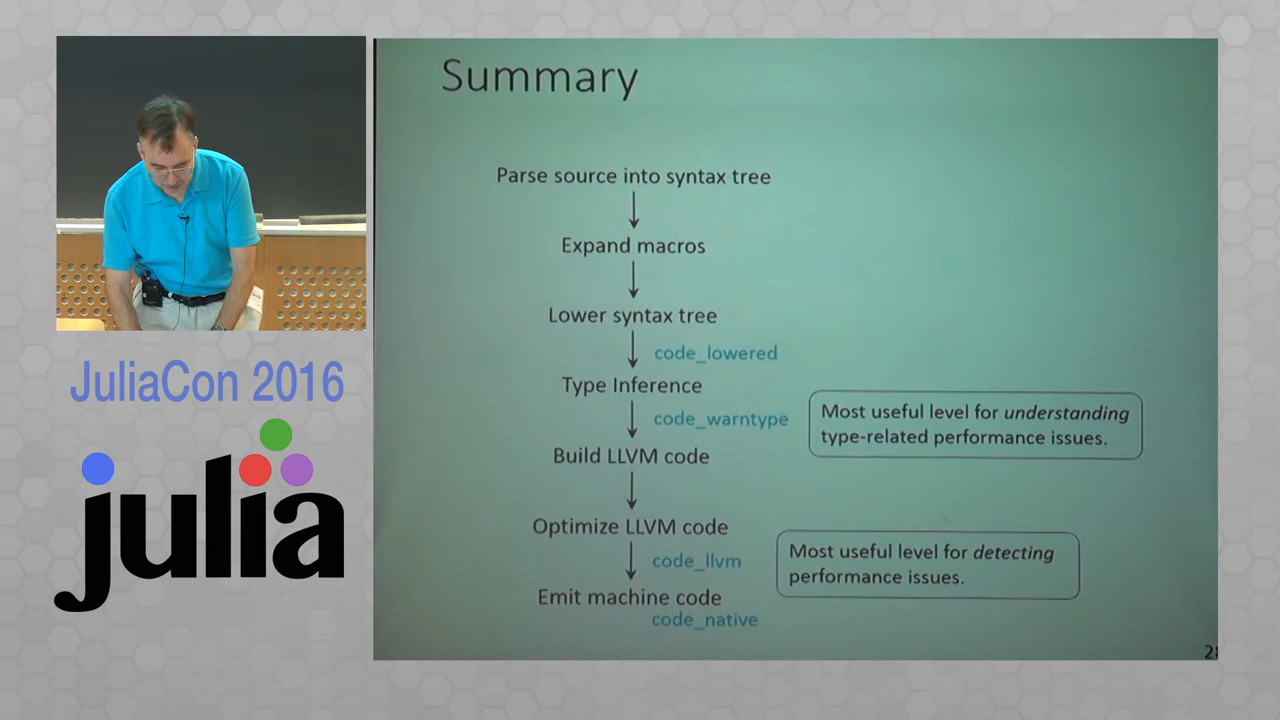 Summary
Parse source into syntax tree
Expand macros
Lower syntax tree
code_lowered
Type Inference
code_warntype
Most useful level for understanding
type-related performance issues.
Build LLVM code
Optimize LLVM code
code_llvm
Most useful level for detecting
performance issues.
Emit machine code
code_native
JuliaCon 2016
julia